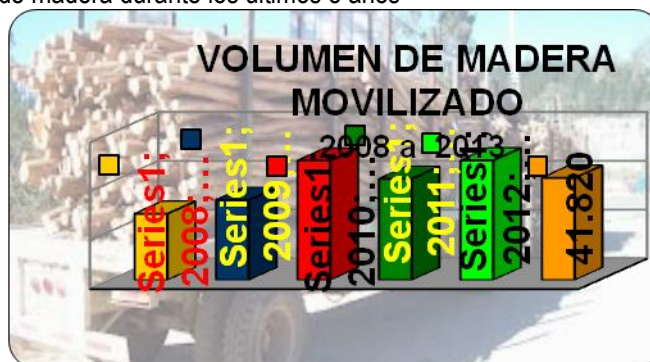 de madera durante los últimos 6 años
VOLUMEN DE MADERA
MOVILIZADO
2008 a 2013
Series1;
2008,...
Series1;
2009,...
Series1
2010,...
Series1;
2011,...
Series1
2012...
41.820